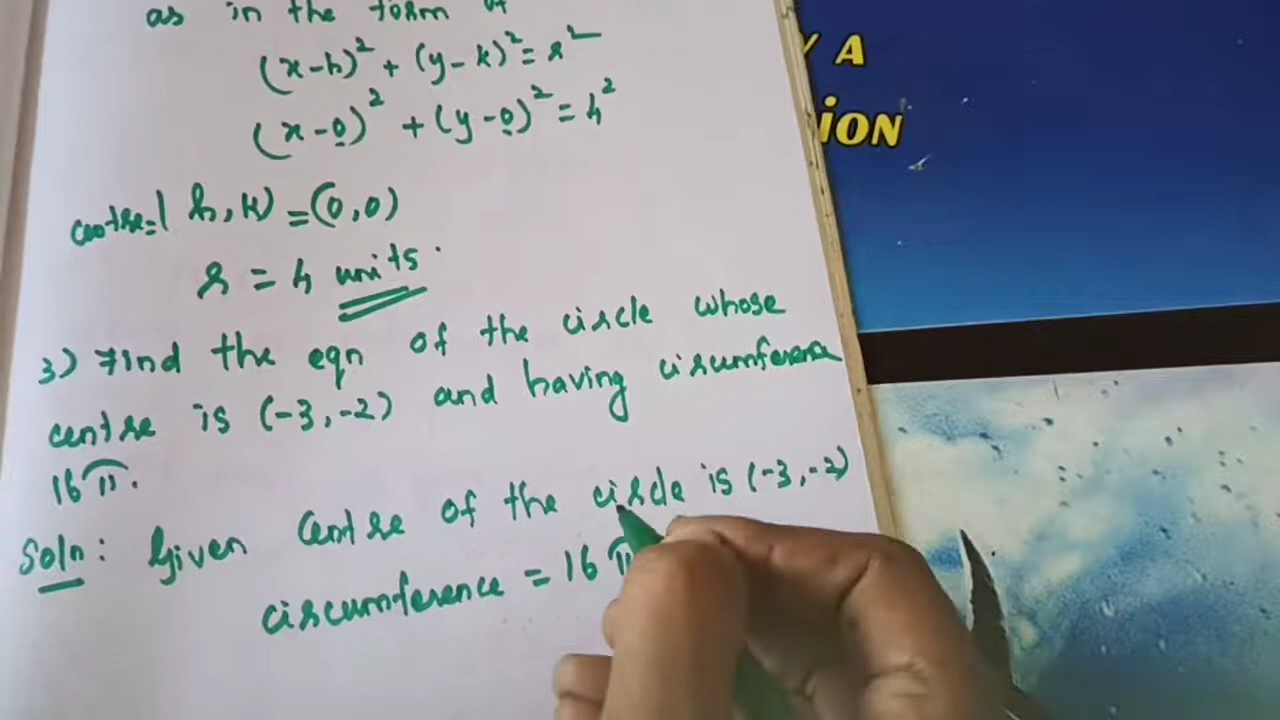 as in the form of
(x-h)² + (y-k)² = r²
(x-0)² + (y-0)² = 4²
centre = (h, k) = (0,0)
r = 4 units.
3) Find the eqn of the circle whose
centre is (-3,-2) and having circumference
16π.
Soln: Given centre of the circle is (-3,-2)
circumference = 16π
Y A
ION